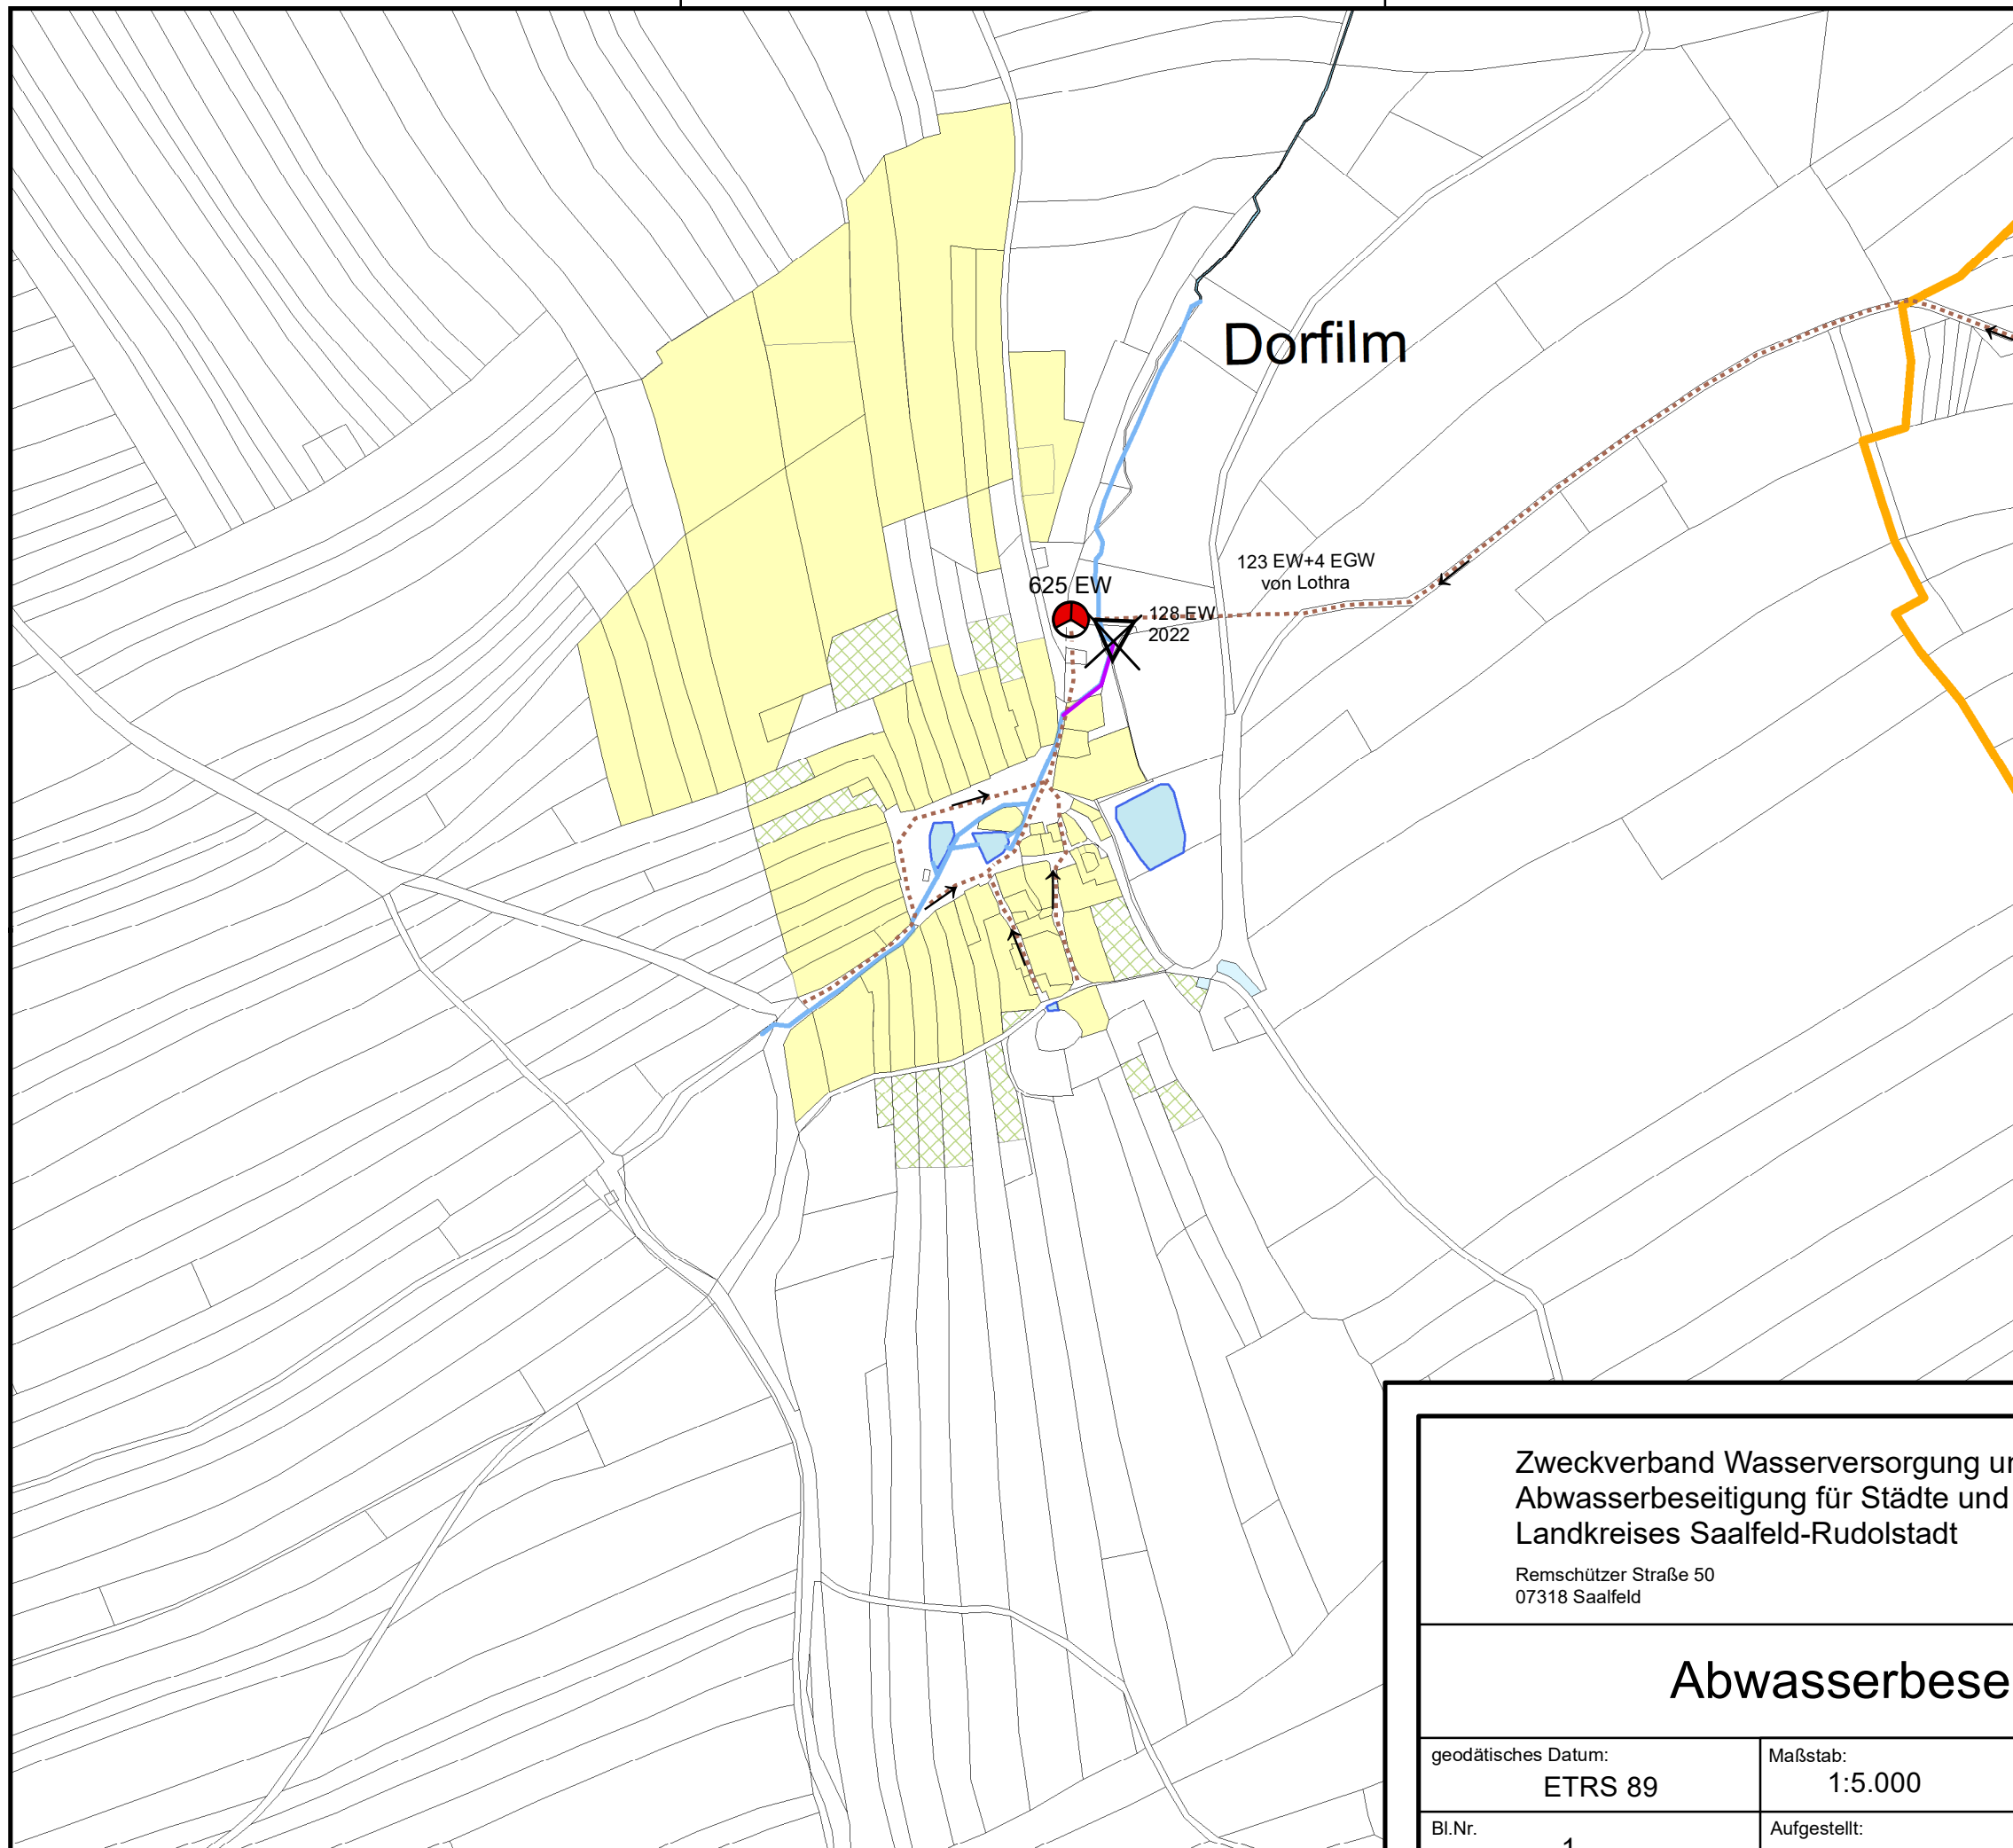 Dorfilm
123 EW+4 EGW
von Lothra
625 EW
128 EW
2022
Zweckverband Wasserversorgung
Abwasserbeseitigung für Städte und
Landkreises Saalfeld-Rudolstadt
Remschützer Straße 50
07318 Saalfeld
Abwasserbese
geodätisches Datum:
ETRS 89
Maßstab:
1:5.000
Bl.Nr.
1
Aufgestellt: